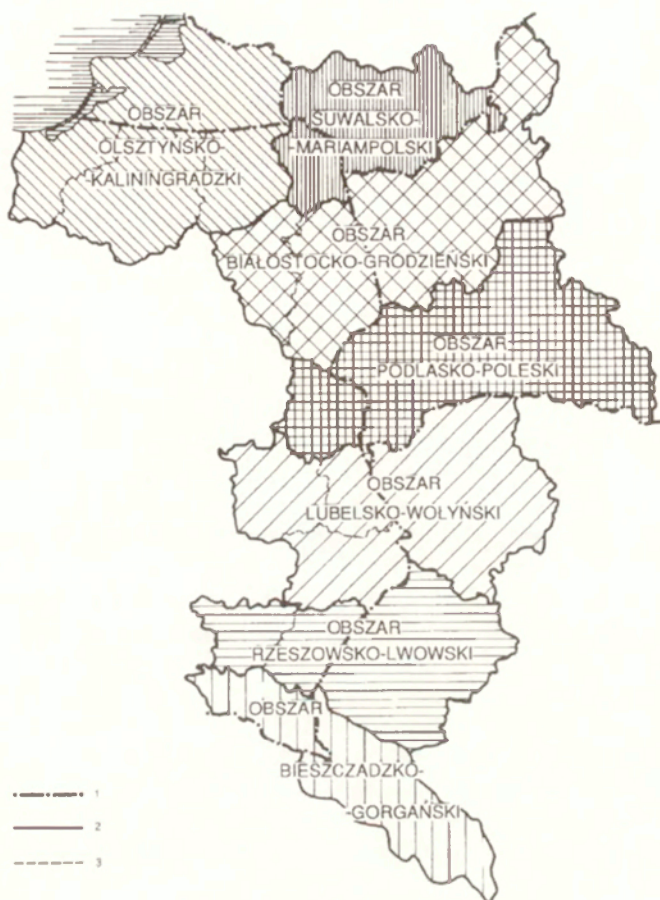 OBSZAR
OLSZTYŃSKO-
KALININGRADZKI
OBSZAR
SUWALSKO-
-MARIAMPOLSKI
OBSZAR
BIAŁOSTOCKO-GRODZIEŃSKI
OBSZAR
PODLASKO-POLESKI
OBSZAR
LUBELSKO-WOŁYŃSKI
OBSZAR
RZESZOWSKO-LWOWSKI
OBSZAR
BIESZCZADZKO-
-GORGAŃSKI
1
2
3